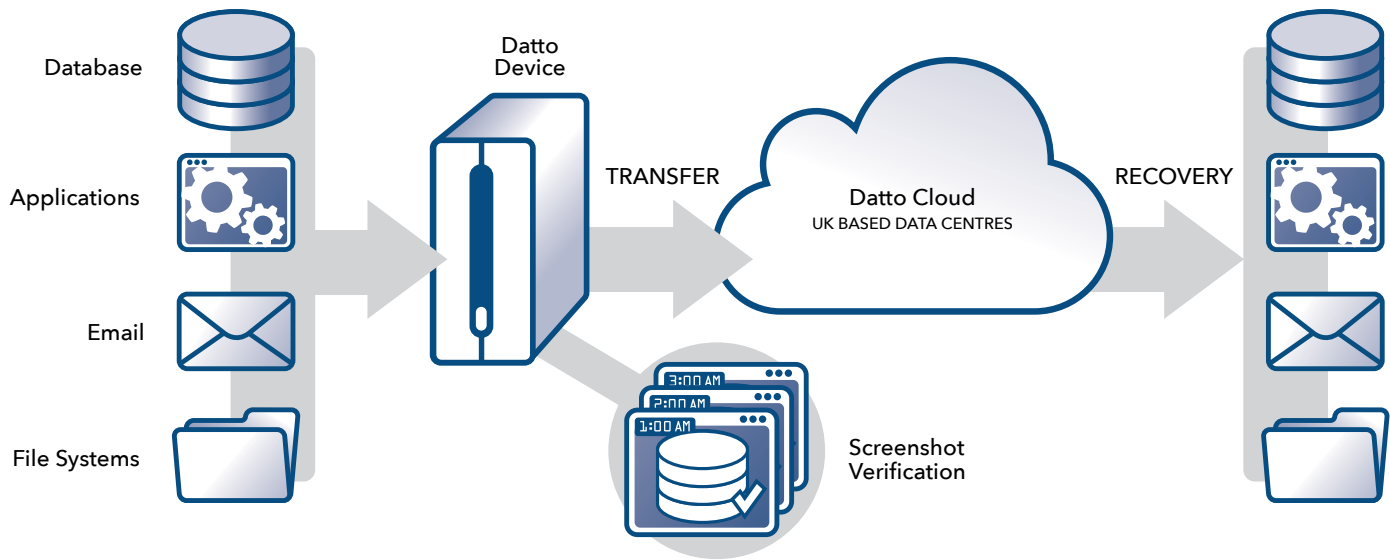 Database
Applications
Email
File Systems
Datto
Device
TRANSFER
3:00 AM
2:00 AM
1:00 AM
Screenshot
Verification
Datto Cloud
UK BASED DATA CENTRES
RECOVERY